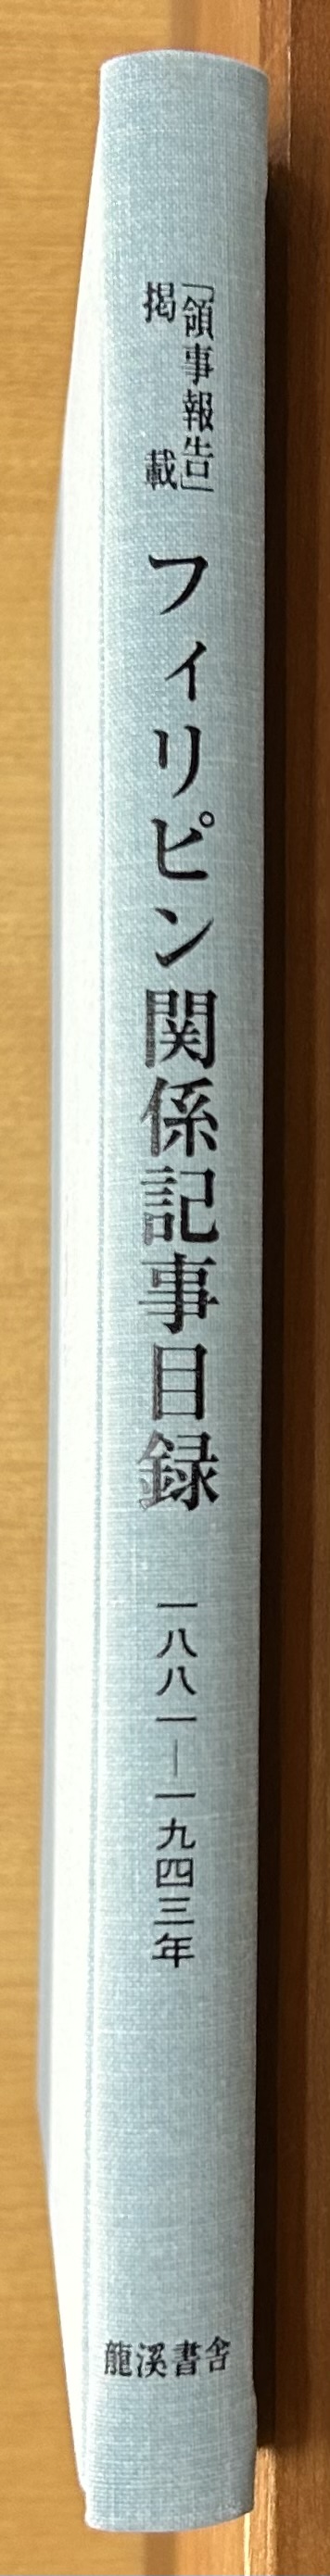 「領事報告」
掲載
フィリピン関係記事目録
一八八一―一九四三年
龍溪書舎